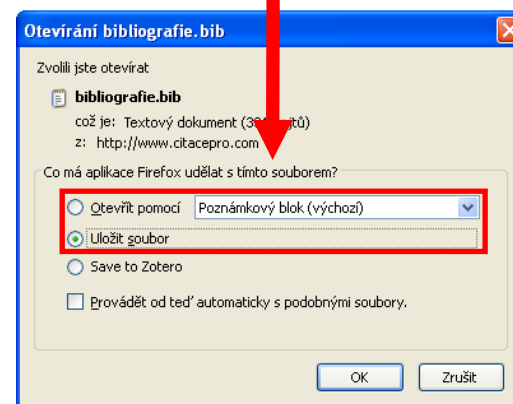 Otevírání bibliografie.bib
Zvolili jste otevírat
bibliografie.bib
což je: Textový dokument
z: http://www.citacepro.com
Co má aplikace Firefox udělat s tímto souborem?
Otevřít pomocí Poznámkový blok (výchozí)
Uložit soubor
Save to Zotero
Provádět od teď automaticky s podobnými soubory.
OK Zrušit